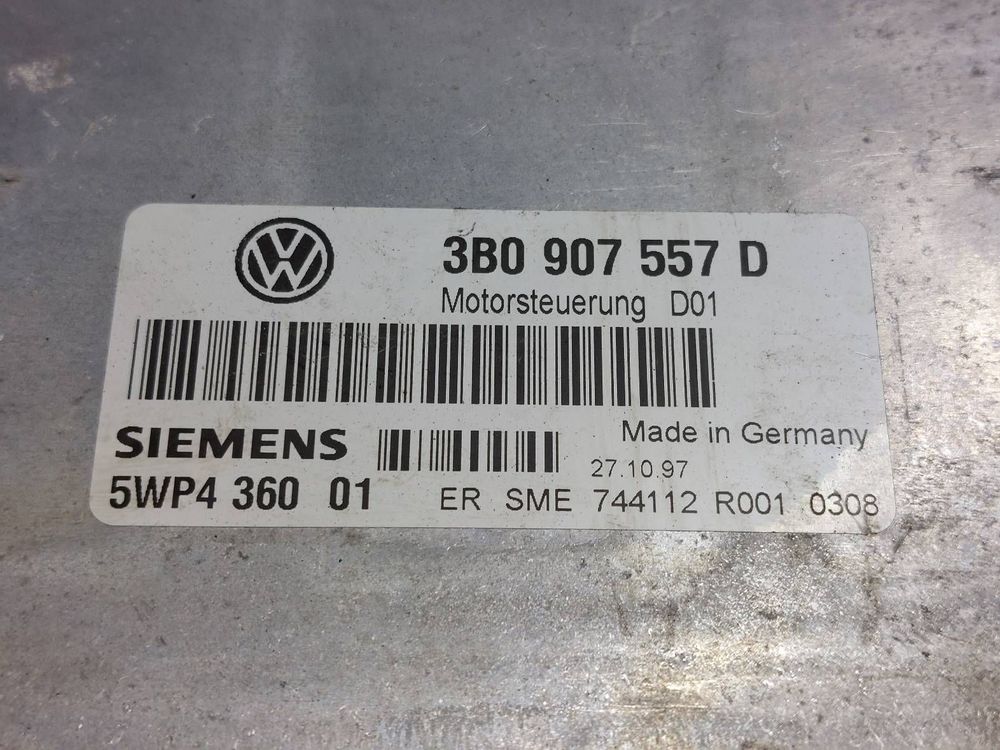 3B0 907 557 D
Motorsteuerung D01
SIEMENS
Made in Germany
27.10.97
5WP4 360 01
ER SME 744112 R001 0308